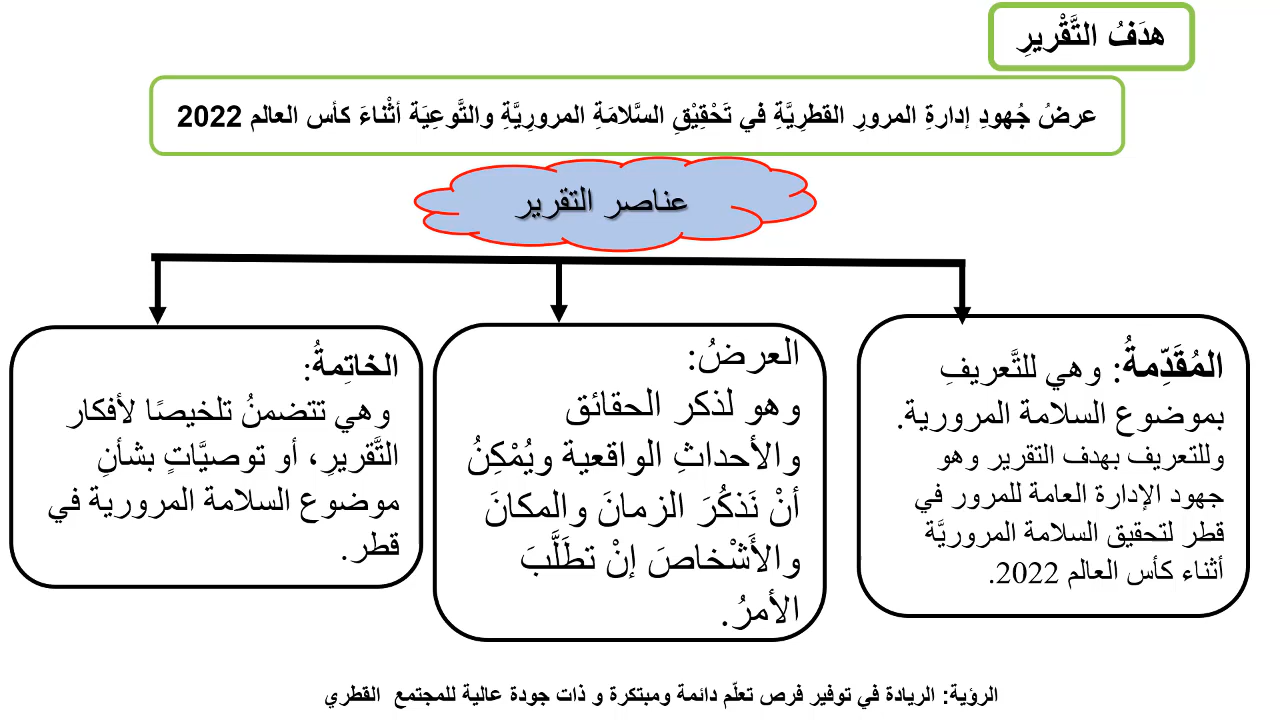 هدَفُ التَّقْريرِ
عرضُ جُهودِ إدارةِ المرورِ القطرِيَّةِ في تَحْقِيْقِ السَّلامَةِ المرورِيَّةِ والتَّوعِيَة أثْناءَ كأس العالم 2022
عناصر التقرير
المُقَدِّمةُ: وهي للتَّعريفِ
بموضوع السلامة المرورية.
وللتعريف بهدف التقرير وهو
جهود الإدارة العامة للمرور في
قطر لتحقيق السلامة المروريَّة
أثناء كأس العالم 2022.
العرضُ:
وهو لذكر الحقائق
والأحداثِ الواقعية ويُمْكِنُ
أنْ نَذكُرَ الزمانَ والمكانَ
والأَشْخاصَ إنْ تطَلَّبَ
الأمرُ.
الخاتِمةُ:
وهي تتضمنُ تلخيصًا لأفكار
التَّقريرِ، أو توصيَّاتٍ بشأنِ
موضوع السلامة المرورية في
قطر.
الرؤية: الريادة في توفير فرص تعلّم دائمة ومبتكرة و ذات جودة عالية للمجتمع القطري